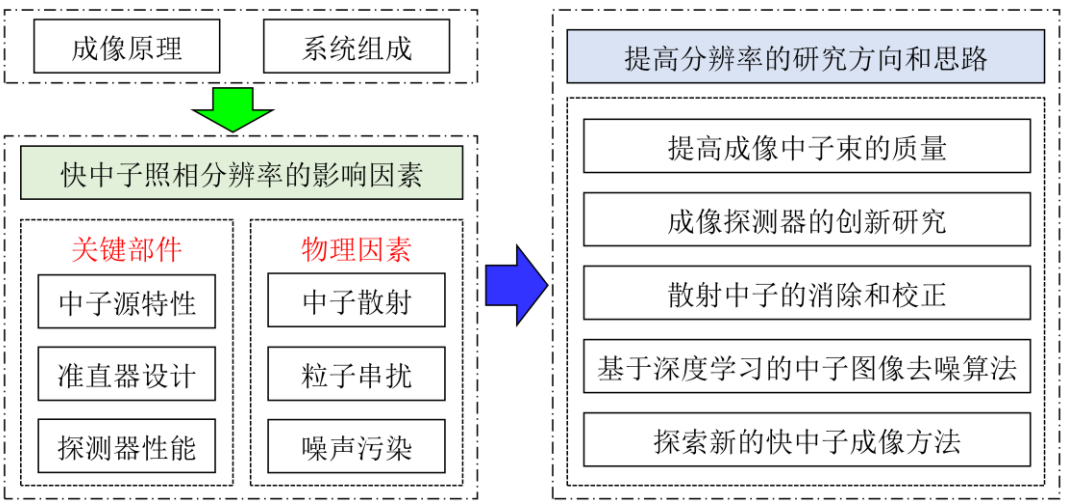 成像原理
系统组成
快中子照相分辨率的影响因素
关键部件
中子源特性
准直器设计
探测器性能
物理因素
中子散射
粒子串扰
噪声污染
提高分辨率的研究方向和思路
提高成像中子束的质量
成像探测器的创新研究
散射中子的消除和校正
基于深度学习的中子图像去噪算法
探索新的快中子成像方法